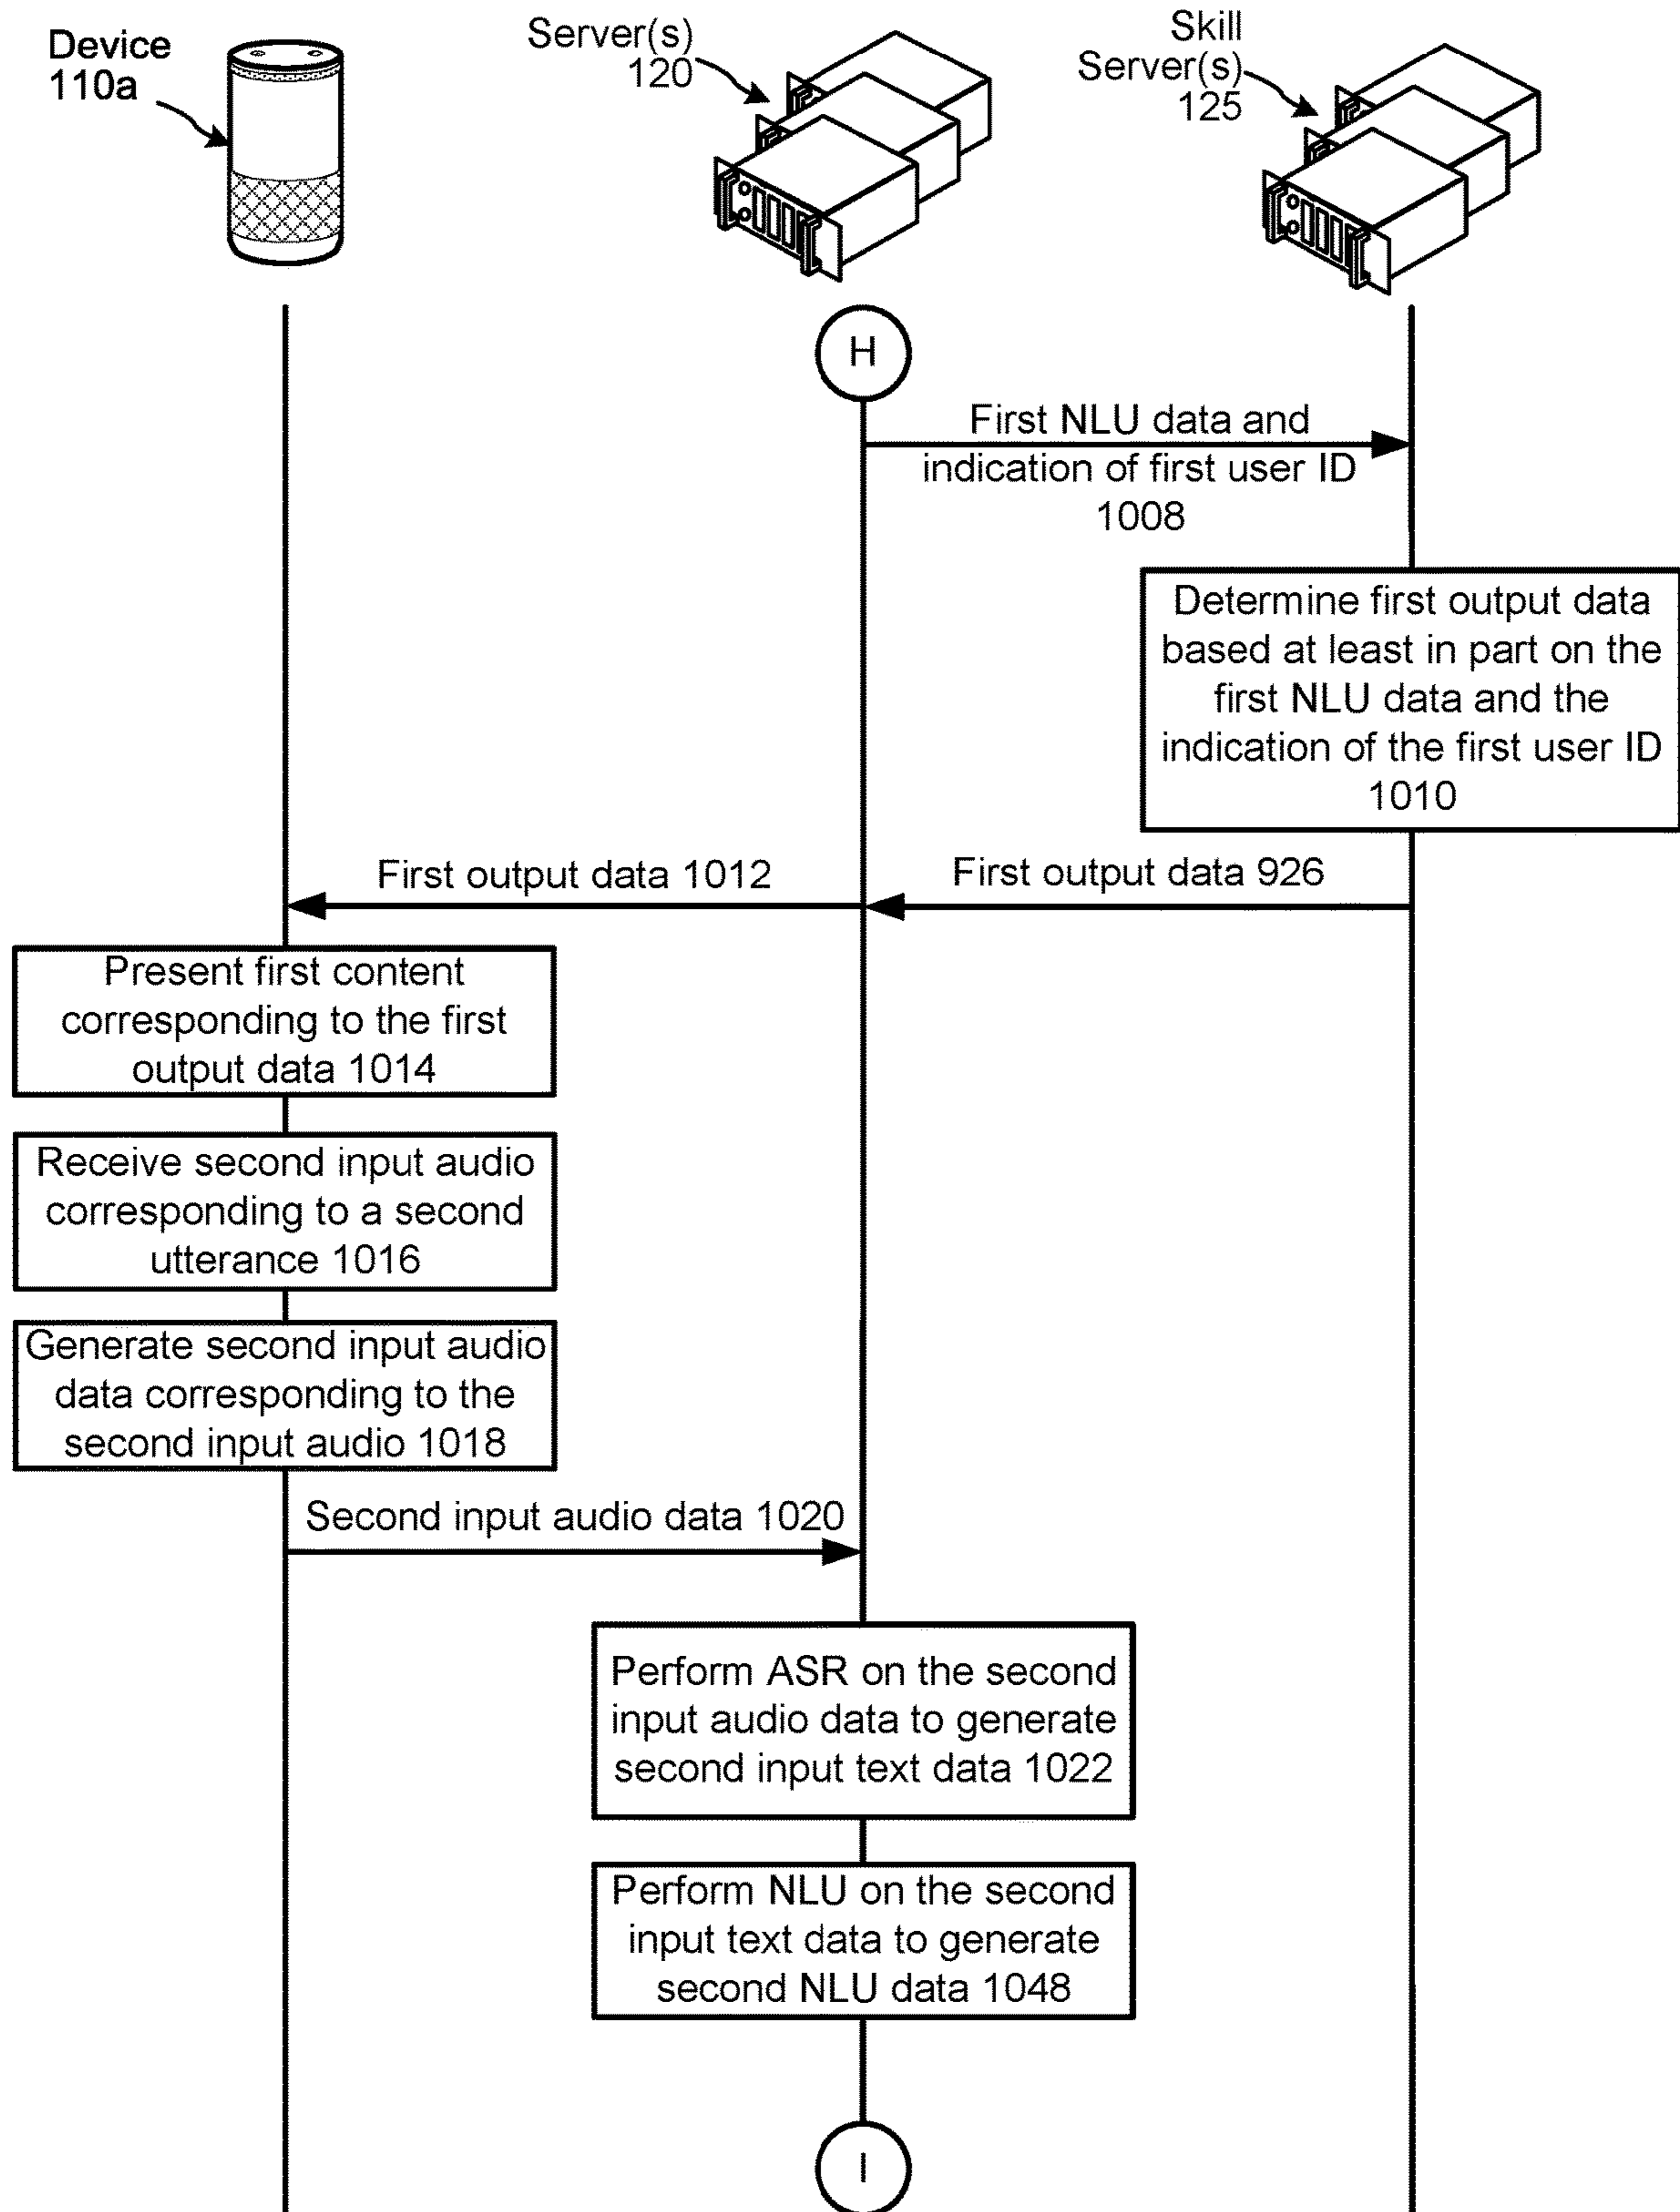 Device
110a
Server(s)
120
Skill
Server(s)
125
H
First NLU data and
indication of first user ID
1008
Determine first output data
based at least in part on the
first NLU data and the
indication of the first user ID
1010
First output data 1012
First output data 926
Present first content
corresponding to the first
output data 1014
Receive second input audio
corresponding to a second
utterance 1016
Generate second input audio
data corresponding to the
second input audio 1018
Second input audio data 1020
Perform ASR on the second
input audio data to generate
second input text data 1022
Perform NLU on the second
input text data to generate
second NLU data 1048
I